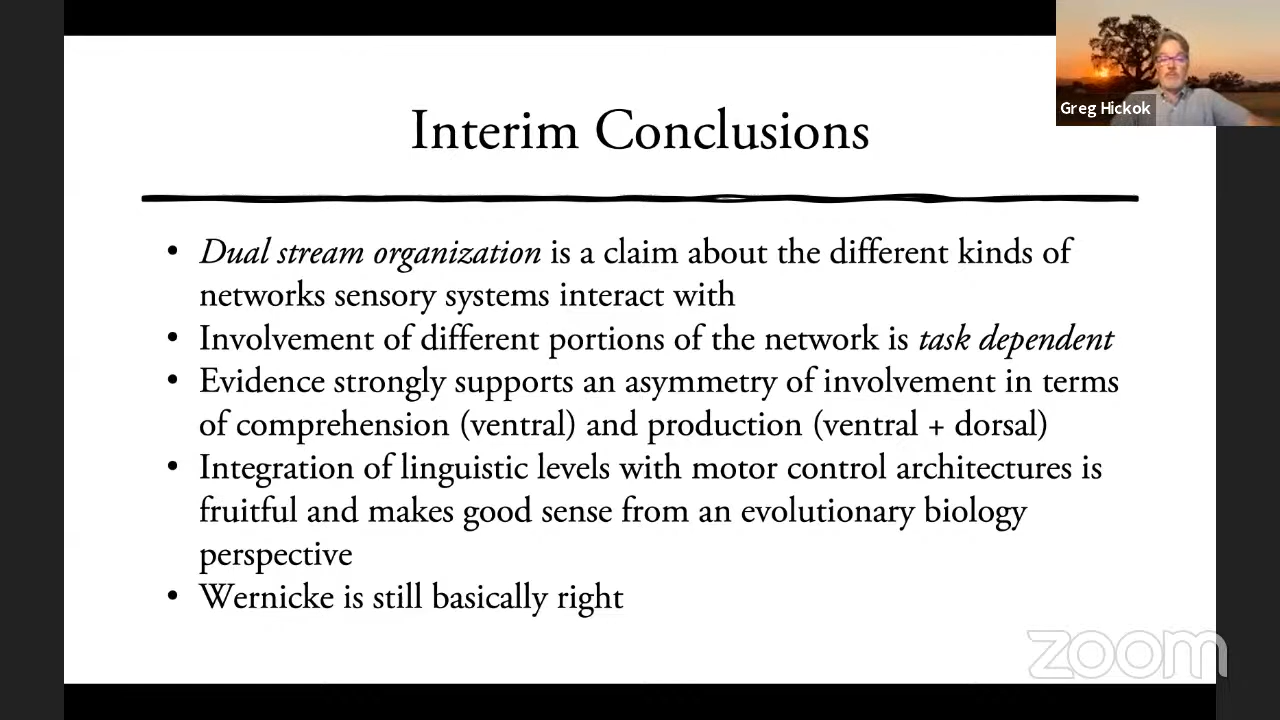 Greg Hickok
Interim Conclusions
• Dual stream organization is a claim about the different kinds of
networks sensory systems interact with
• Involvement of different portions of the network is task dependent
• Evidence strongly supports an asymmetry of involvement in terms
of comprehension (ventral) and production (ventral + dorsal)
• Integration of linguistic levels with motor control architectures is
fruitful and makes good sense from an evolutionary biology
perspective
• Wernicke is still basically right
zoom